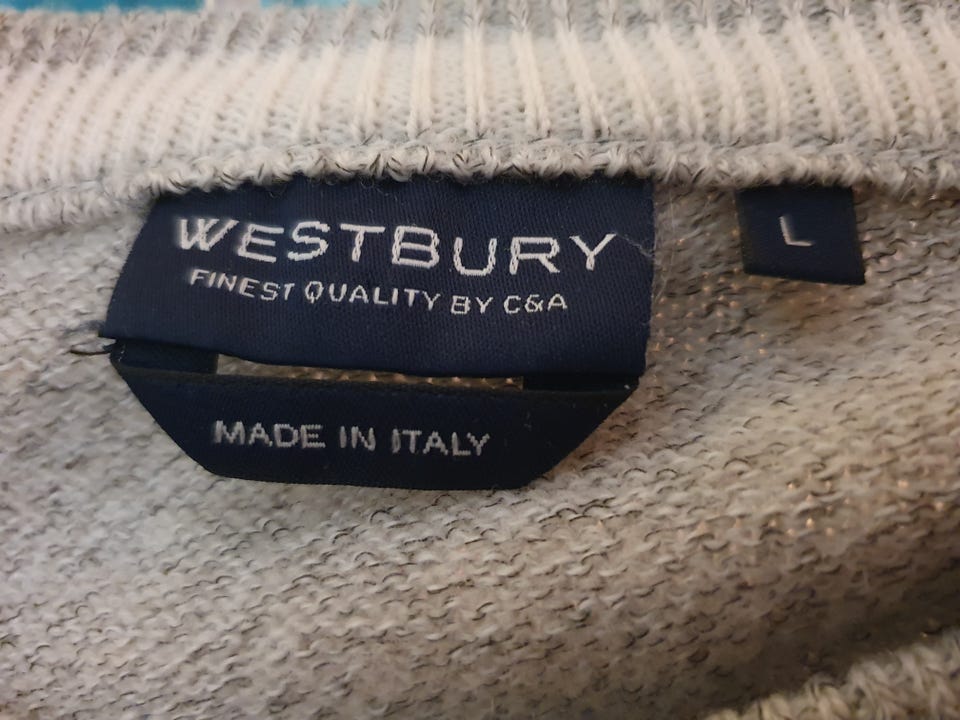 WESTBURY
FINEST QUALITY BY C&A
L
MADE IN ITALY